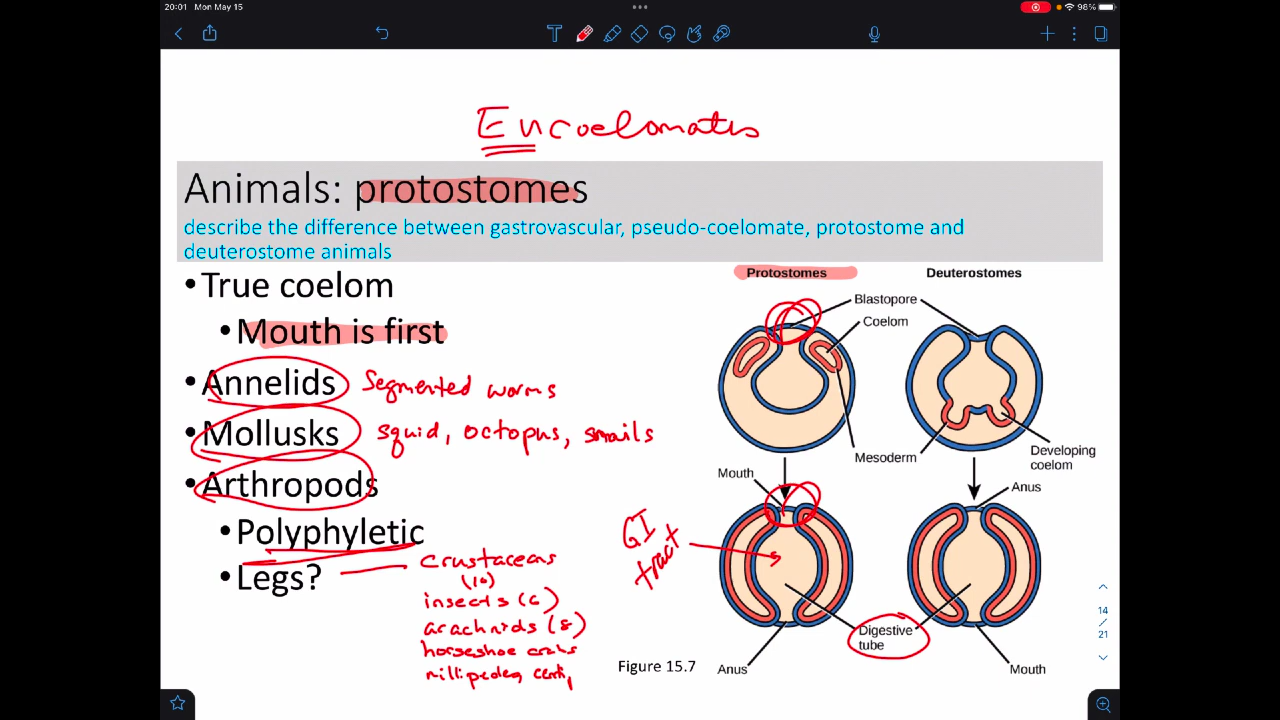 20:01 Mon May 15
98%
Encoelomates
Animals: protostomes
describe the difference between gastrovascular, pseudo-coelomate, protostome and
deuterostome animals
• True coelom
• Mouth is first
• Annelids segmented worms
• Mollusks squid, octopus, snails
• Arthropods
• Polyphyletic
• Legs?
crustaceans
(10)
insects (6)
arachnids (8)
horseshoe crabs
millipedes, centi
Protostomes
Deuterostomes
Blastopore
Coelom
Mesoderm
Developing
coelom
Mouth
Anus
GI
tract
Digestive
tube
Figure 15.7
Anus
Mouth
14
/
21